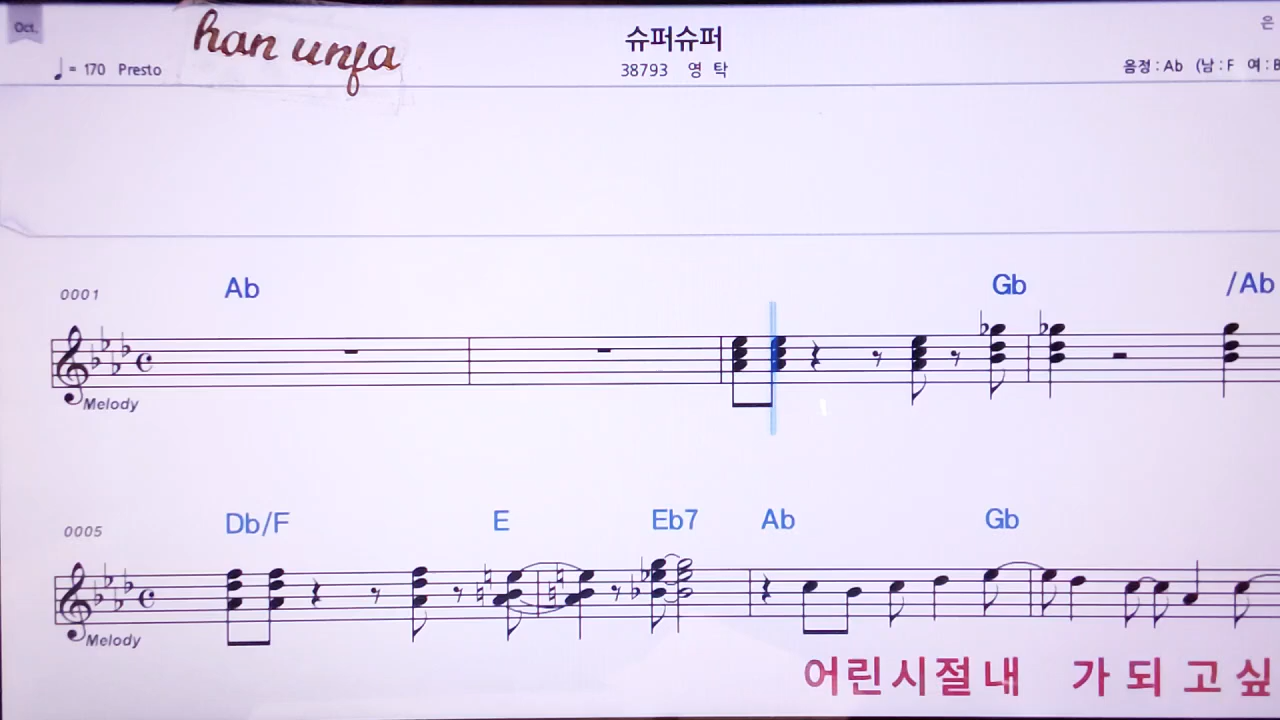 Oct.
han unja
슈퍼슈퍼
은
♩= 170 Presto
38793 영 탁
음정 : Ab (남 : F 여 : B
0001
Ab
Gb
/Ab
Melody
0005
Db/F
E
Eb7
Ab
Gb
Melody
어린시절내 가 되 고 싶